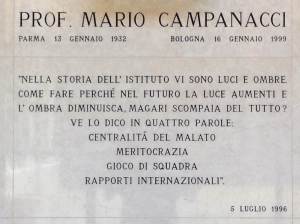 PROF. MARIO CAMPANACCI
PARMA 13 GENNAIO 1932 BOLOGNA 16 GENNAIO 1999
"NELLA STORIA DELL' ISTITUTO VI SONO LUCI E OMBRE.
COME FARE PERCHÉ NEL FUTURO LA LUCE AUMENTI E
L' OMBRA DIMINUISCA, MAGARI SCOMPAIA DEL TUTTO?
VE LO DICO IN QUATTRO PAROLE:
CENTRALITÁ DEL MALATO
MERITOCRAZIA
GIOCO DI SQUADRA
RAPPORTI INTERNAZIONALI".
5 LUGLIO 1996